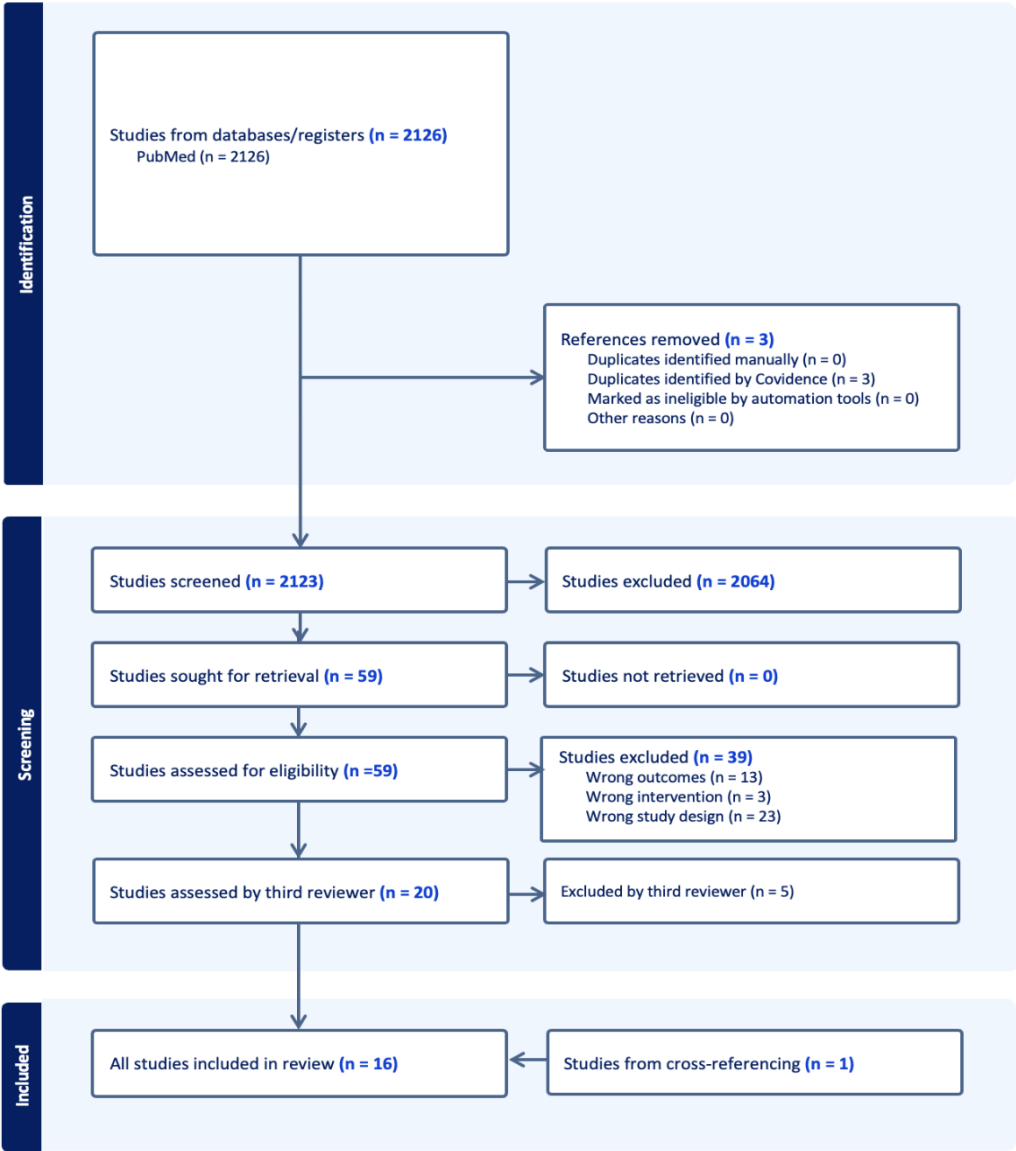 Identification
Studies from databases/registers (n = 2126)
PubMed (n = 2126)
References removed (n = 3)
Duplicates identified manually (n = 0)
Duplicates identified by Covidence (n = 3)
Marked as ineligible by automation tools (n = 0)
Other reasons (n = 0)
Screening
Studies screened (n = 2123)
Studies excluded (n = 2064)
Studies sought for retrieval (n = 59)
Studies not retrieved (n = 0)
Studies assessed for eligibility (n =59)
Studies excluded (n = 39)
Wrong outcomes (n = 13)
Wrong intervention (n = 3)
Wrong study design (n = 23)
Studies assessed by third reviewer (n = 20)
Excluded by third reviewer (n = 5)
Included
All studies included in review (n = 16)
Studies from cross-referencing (n = 1)